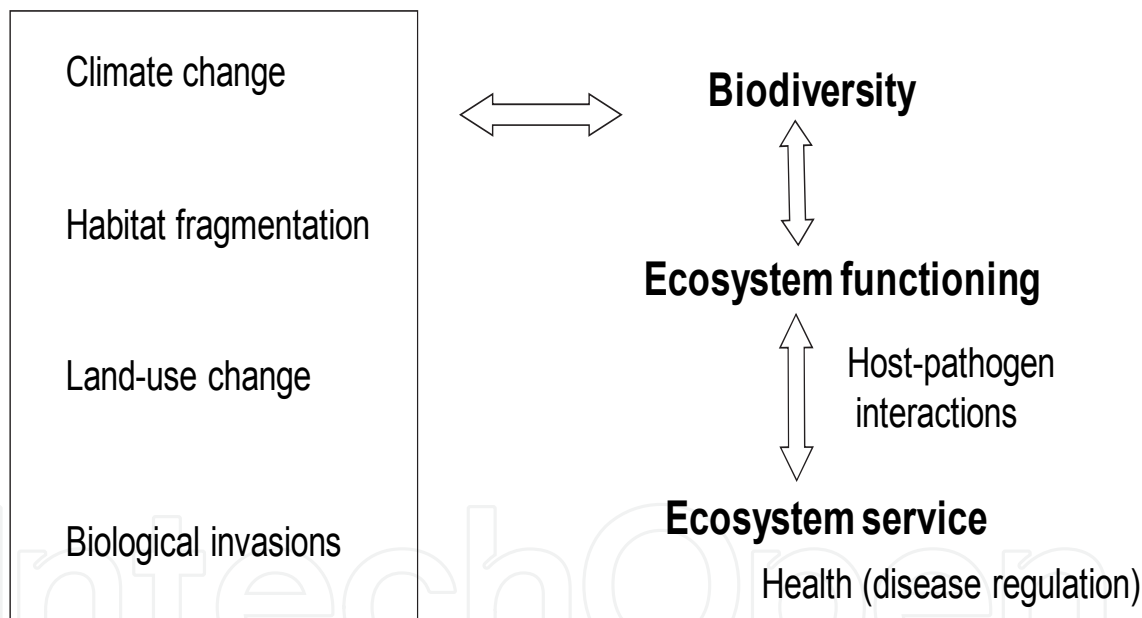 Climate change
Habitat fragmentation
Land-use change
Biological invasions
Biodiversity
Ecosystem functioning
Host-pathogen
interactions
Ecosystem service
Health (disease regulation)
IntechOpen